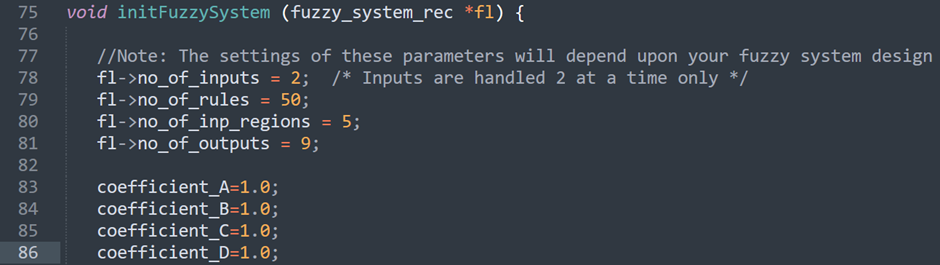 75 void initFuzzySystem (fuzzy_system_rec *fl) {
76
77 //Note: The settings of these parameters will depend upon your fuzzy system design
78 fl->no_of_inputs = 2; /* Inputs are handled 2 at a time only */
79 fl->no_of_rules = 50;
80 fl->no_of_inp_regions = 5;
81 fl->no_of_outputs = 9;
82
83 coefficient_A=1.0;
84 coefficient_B=1.0;
85 coefficient_C=1.0;
86 coefficient_D=1.0;